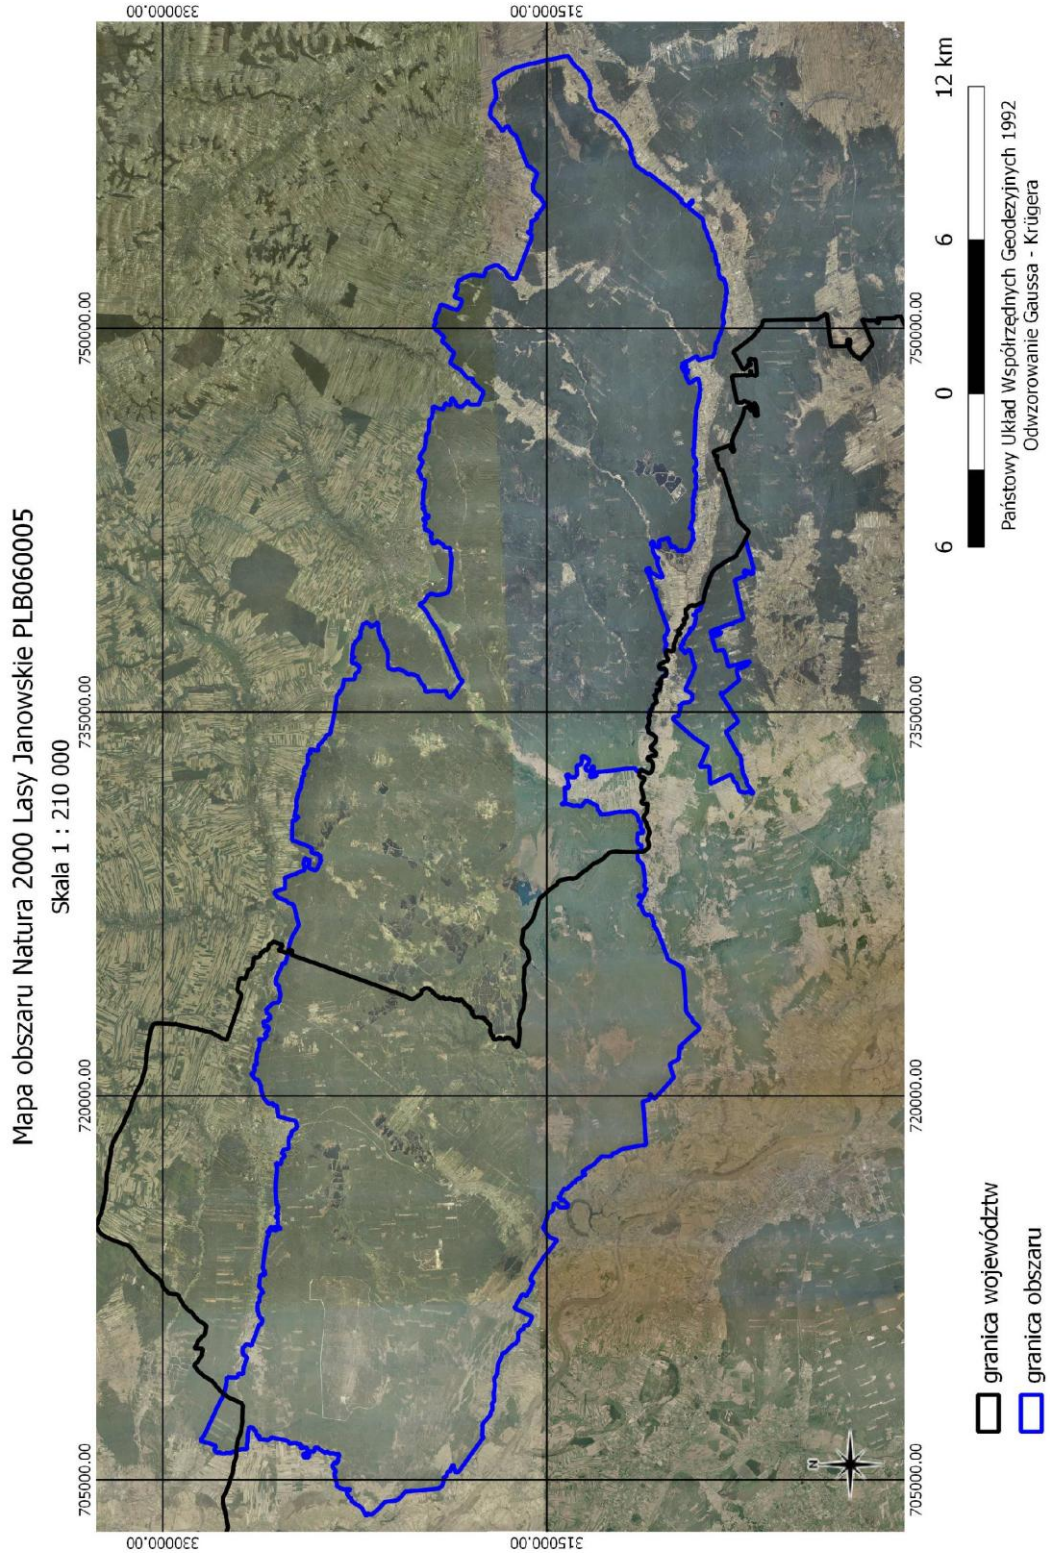 Mapa obszaru Natura 2000 Lasy Janowskie PLB060005
Skala 1 : 210 000
705000.00
720000.00
735000.00
750000.00
330000.00
330000.00
315000.00
315000.00
705000.00
720000.00
735000.00
750000.00
N
granica województw
granica obszaru
6 0 6 12 km
Państowy Układ Współrzędnych Geodezyjnych 1992
Odwzorowanie Gaussa - Krügera